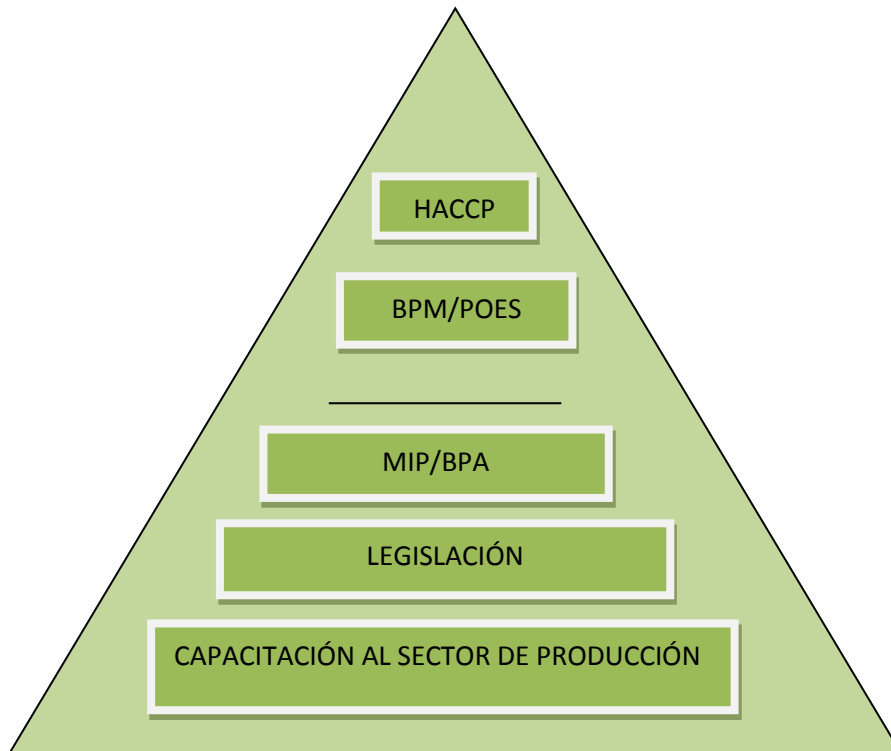 HACCP
BPM/POES
MIP/BPA
LEGISLACIÓN
CAPACITACIÓN AL SECTOR DE PRODUCCIÓN